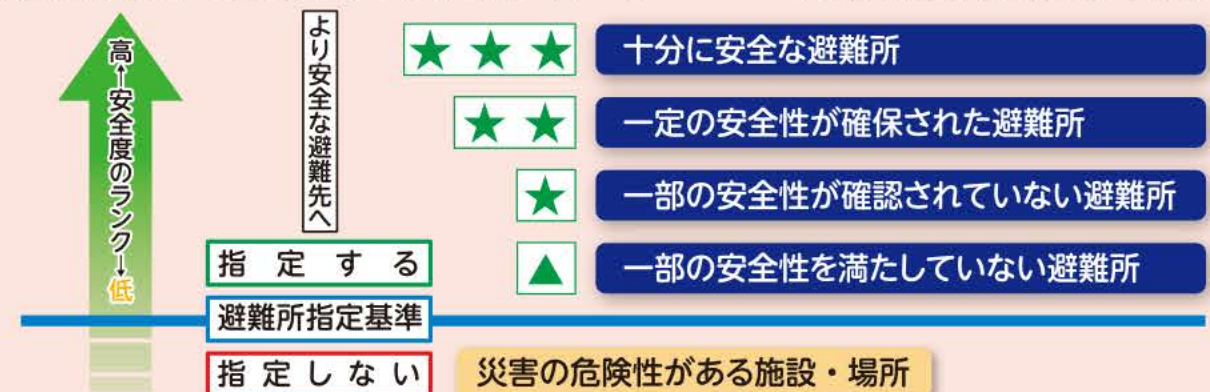 高←安全度のランク→低
より安全な避難先へ
★★★ 十分に安全な避難所
★★ 一定の安全性が確保された避難所
★ 一部の安全性が確認されていない避難所
指定する
▲ 一部の安全性を満たしていない避難所
避難所指定基準
指定しない
災害の危険性がある施設・場所